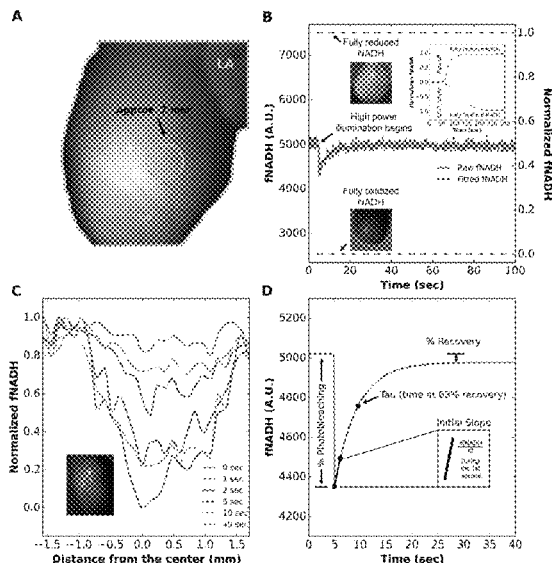 A
LA
B
7000
6000
5000
4000
3000
fNADH (A.U.)
Fully reduced
NADH
High power
illumination begins
Raw fNADH
Fitted fNADH
Fully oxidized
NADH
1.0
0.8
0.6
0.4
0.2
0.0
Normalized fNADH
0 20 40 60 80 100
Time (sec)
C
1.0
0.8
0.6
0.4
0.2
0.0
Normalized fNADH
0 sec
1 sec
2 sec
5 sec
10 sec
-1.5 -1.0 -0.5 0.0 0.5 1.0 1.5
Distance from the center (mm)
D
5200
5000
4800
4600
4400
4200
fNADH (A.U.)
% Recovery
Tau (time at 63% recovery)
% Photobleaching
Initial Slope
0 5 10 15 20 25 30 35 40
Time (sec)